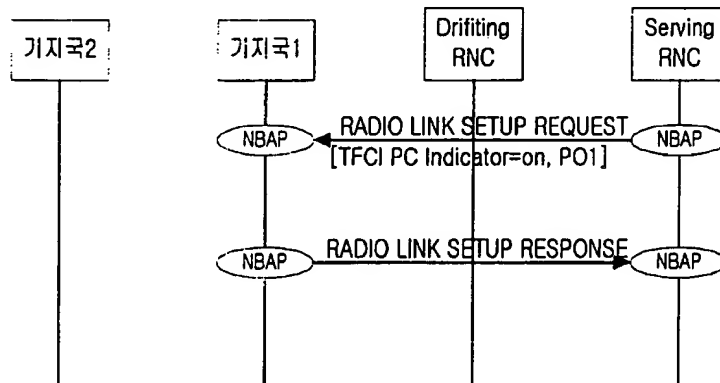 기지국2
기지국1
Drifiting
RNC
Serving
RNC
NBAP
RADIO LINK SETUP REQUEST
NBAP
[TFCI PC Indicator=on, PO1]
NBAP
RADIO LINK SETUP RESPONSE
NBAP